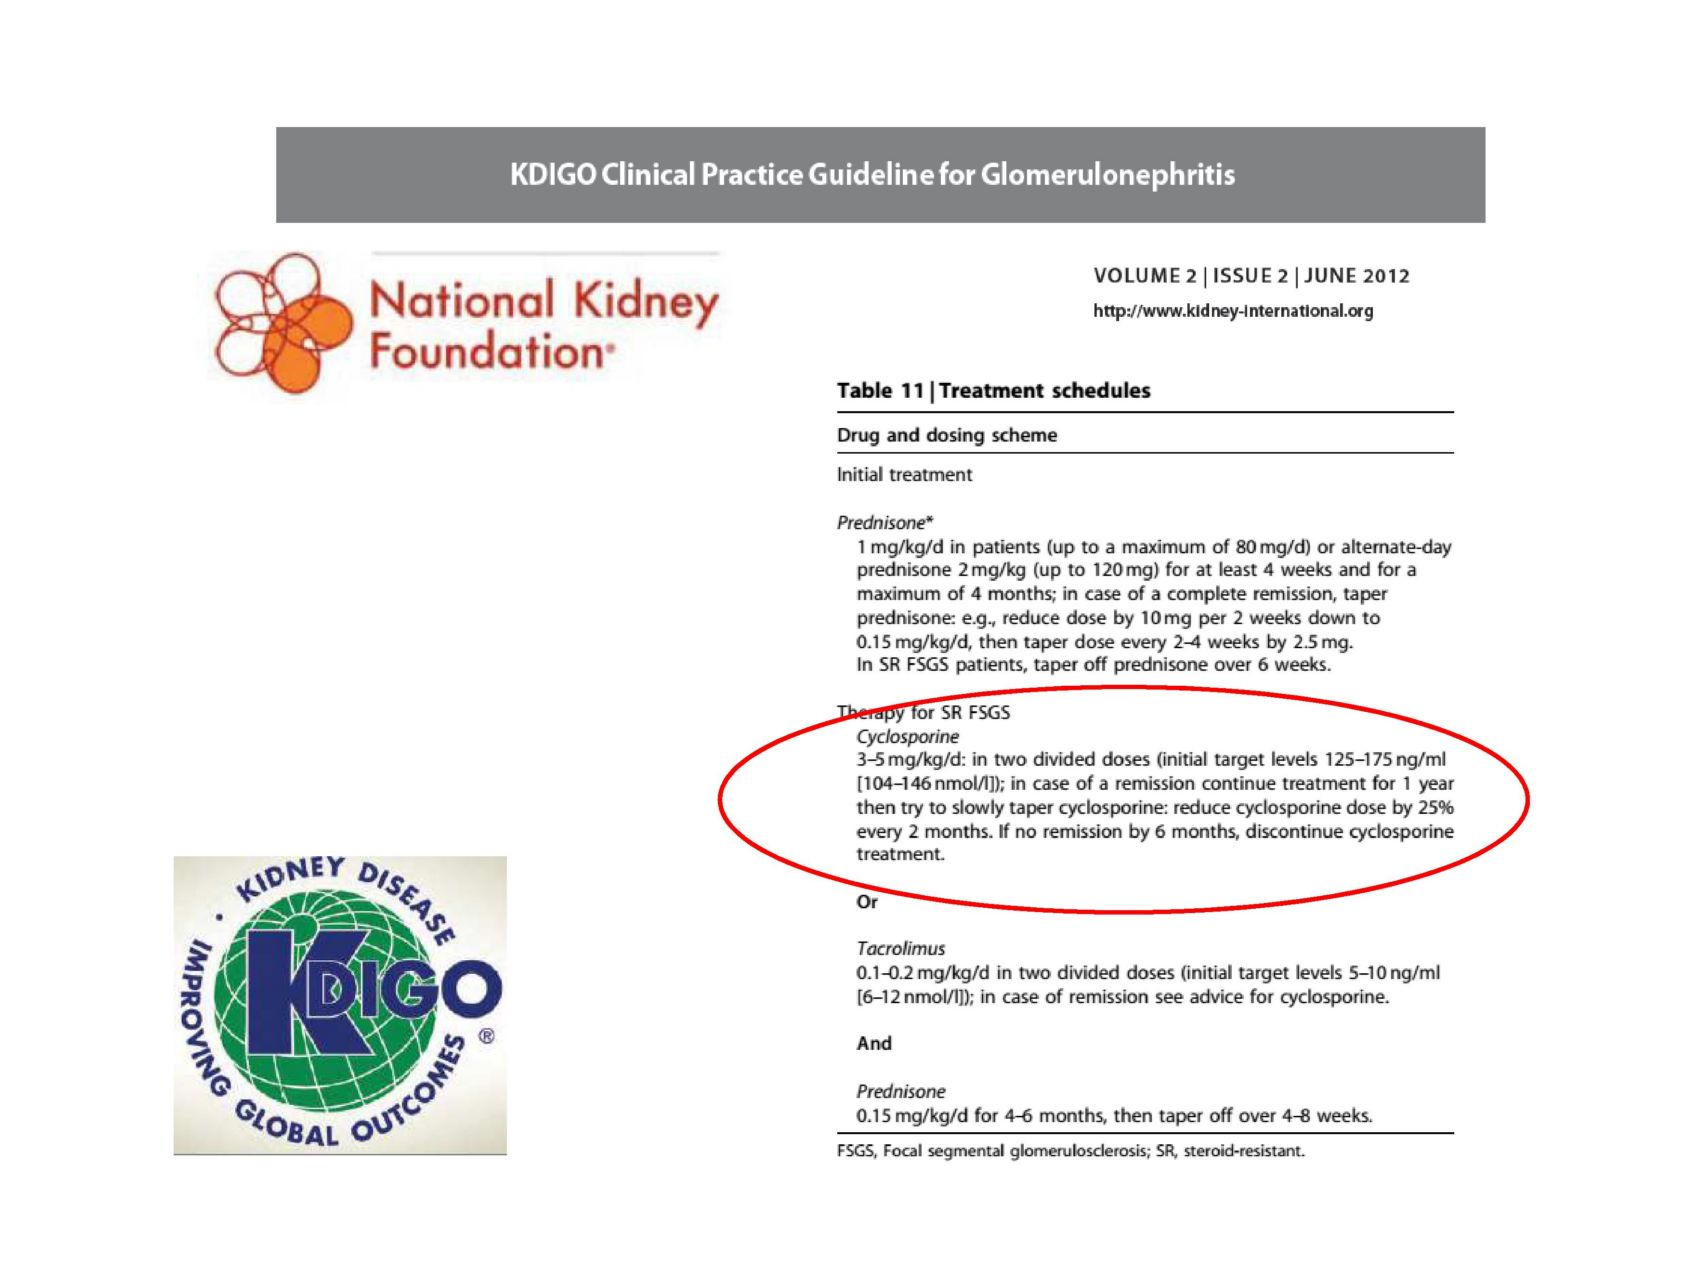 KDIGO Clinical Practice Guideline for Glomerulonephritis
National Kidney
Foundation®
VOLUME 2 | ISSUE 2 | JUNE 2012
http://www.kidney-international.org
Table 11 | Treatment schedules
Drug and dosing scheme
Initial treatment
Prednisone*
1 mg/kg/d in patients (up to a maximum of 80 mg/d) or alternate-day
prednisone 2 mg/kg (up to 120 mg) for at least 4 weeks and for a
maximum of 4 months; in case of a complete remission, taper
prednisone: e.g., reduce dose by 10 mg per 2 weeks down to
0.15 mg/kg/d, then taper dose every 2–4 weeks by 2.5 mg.
In SR FSGS patients, taper off prednisone over 6 weeks.
Therapy for SR FSGS
Cyclosporine
3–5 mg/kg/d: in two divided doses (initial target levels 125–175 ng/ml
[104–146 nmol/l]); in case of a remission continue treatment for 1 year
then try to slowly taper cyclosporine: reduce cyclosporine dose by 25%
every 2 months. If no remission by 6 months, discontinue cyclosporine
treatment.
Or
Tacrolimus
0.1–0.2 mg/kg/d in two divided doses (initial target levels 5–10 ng/ml
[6–12 nmol/l]); in case of remission see advice for cyclosporine.
And
Prednisone
0.15 mg/kg/d for 4–6 months, then taper off over 4–8 weeks.
FSGS, Focal segmental glomerulosclerosis; SR, steroid-resistant.
· KIDNEY DISEASE
KDIGO ®
IMPROVING GLOBAL OUTCOMES